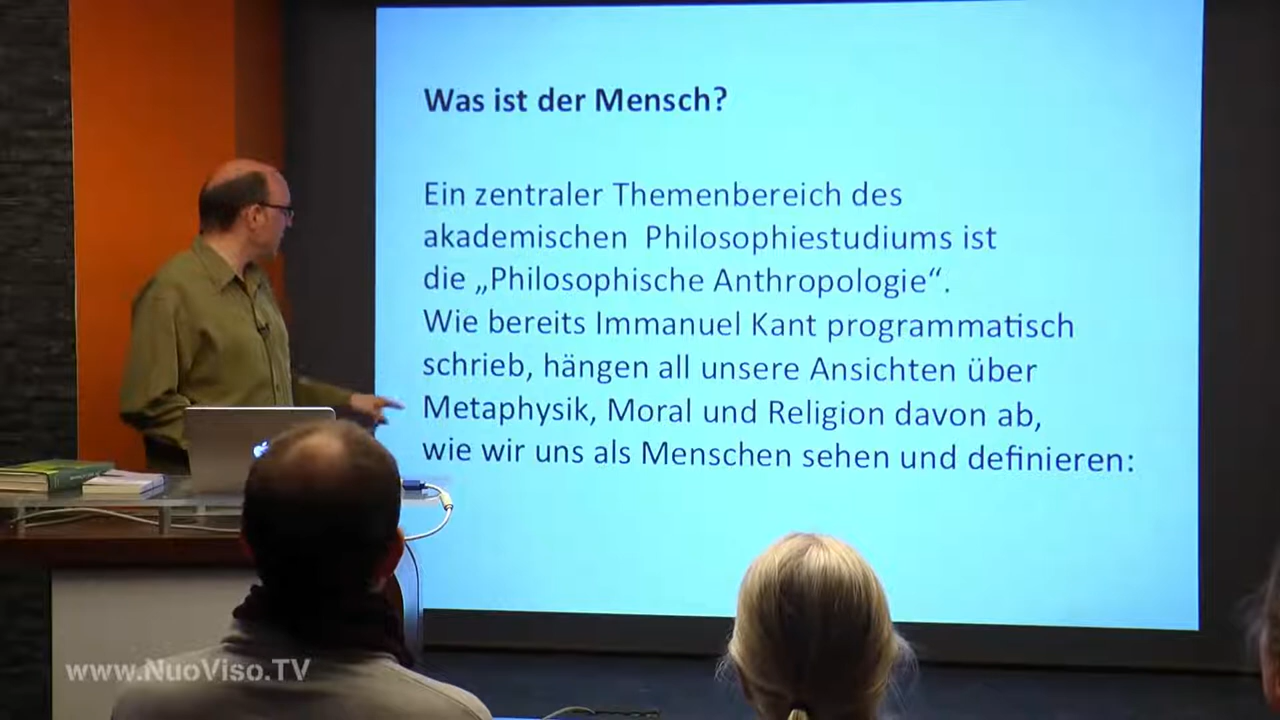 Was ist der Mensch?
Ein zentraler Themenbereich des
akademischen Philosophiestudiums ist
die „Philosophische Anthropologie“.
Wie bereits Immanuel Kant programmatisch
schrieb, hängen all unsere Ansichten über
Metaphysik, Moral und Religion davon ab,
wie wir uns als Menschen sehen und definieren:
www.NuoViso.TV